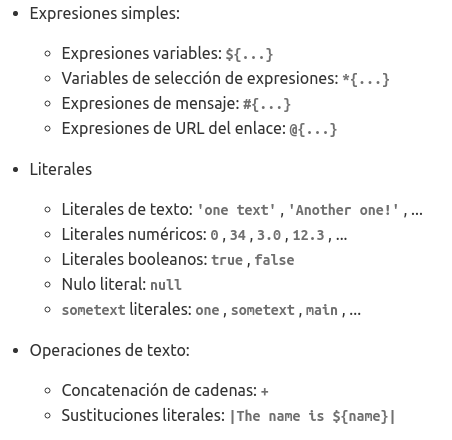 • Expresiones simples:
◦ Expresiones variables: ${...}
◦ Variables de selección de expresiones: *{...}
◦ Expresiones de mensaje: #{...}
◦ Expresiones de URL del enlace: @{...}
• Literales
◦ Literales de texto: 'one text' , 'Another one!' , ...
◦ Literales numéricos: 0 , 34 , 3.0 , 12.3 , ...
◦ Literales booleanos: true , false
◦ Nulo literal: null
◦ sometext literales: one , sometext , main , ...
• Operaciones de texto:
◦ Concatenación de cadenas: +
◦ Sustituciones literales: |The name is ${name}|